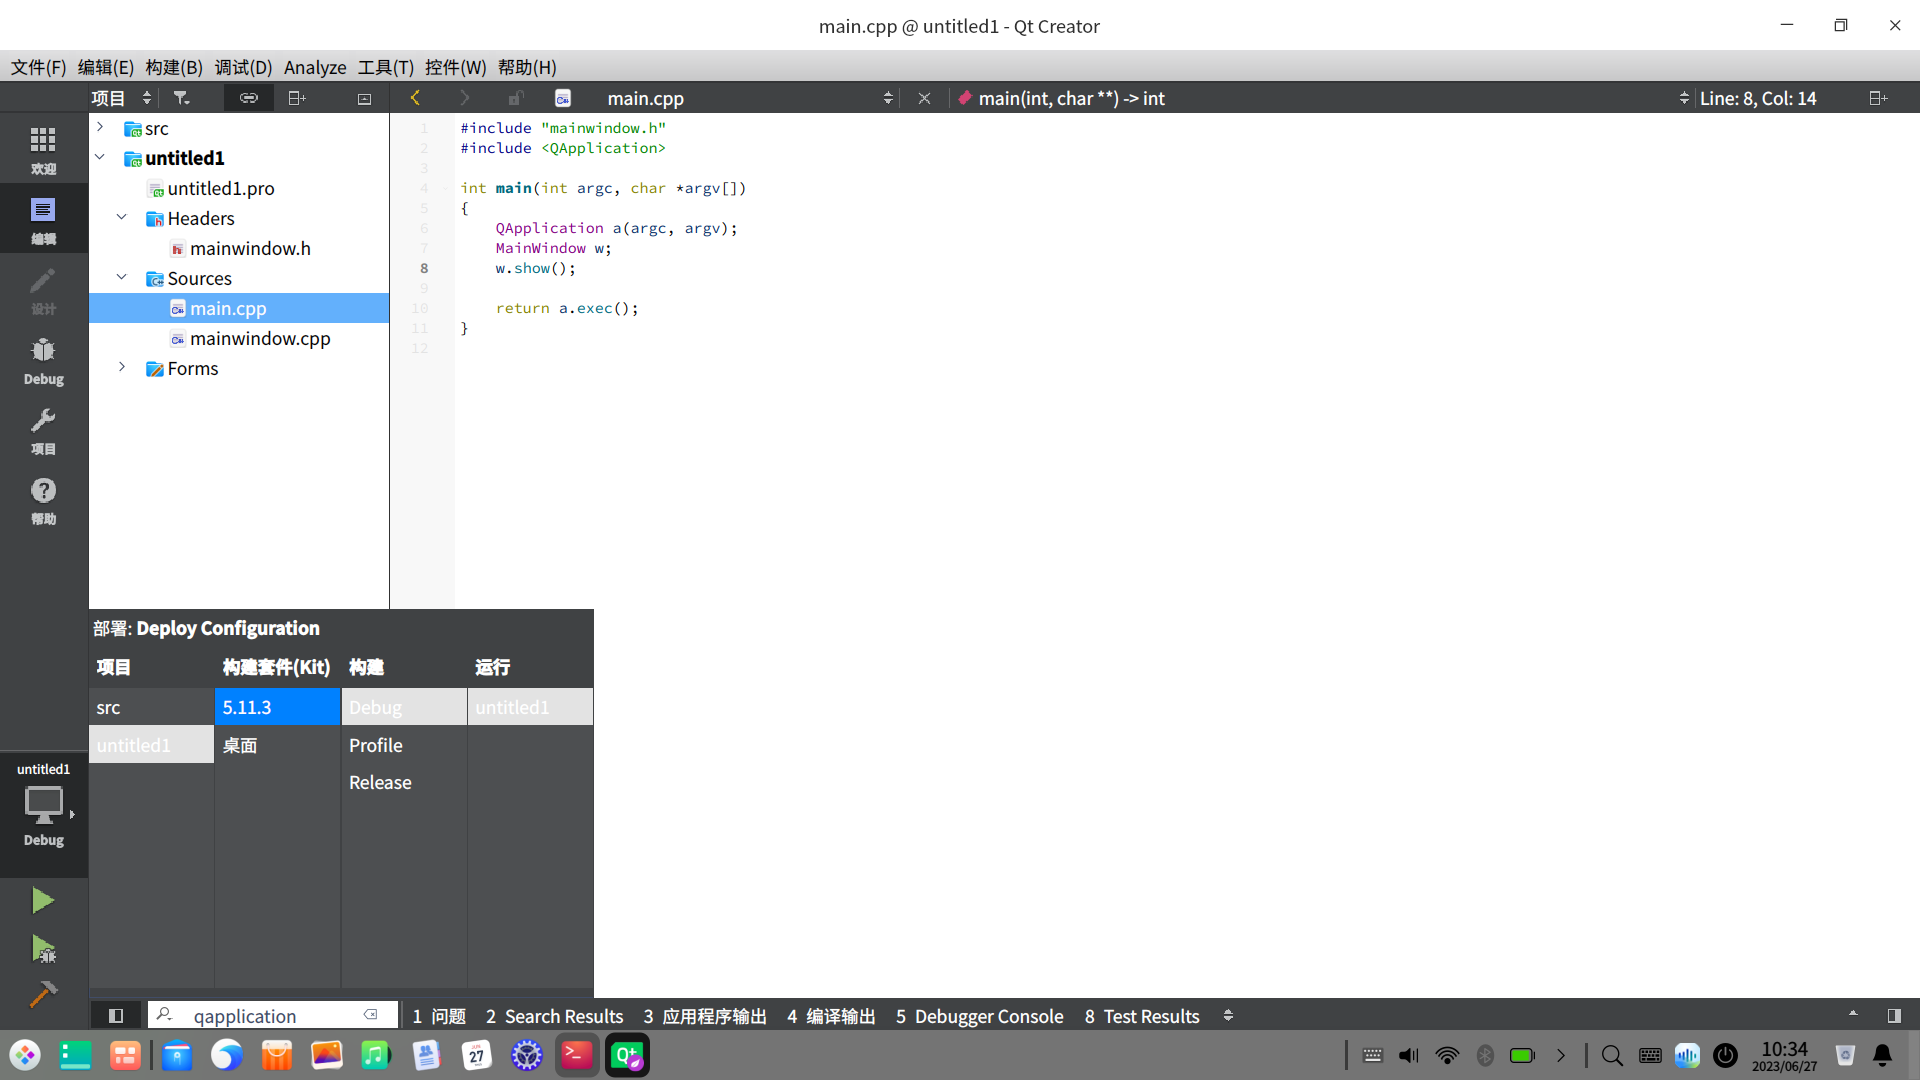 main.cpp @ untitled1 - Qt Creator
文件(F) 编辑(E) 构建(B) 调试(D) Analyze 工具(T) 控件(W) 帮助(H)
项目 main.cpp main(int, char **) -> int Line: 8, Col: 14
欢迎
编辑
设计
Debug
项目
帮助
src
untitled1
untitled1.pro
Headers
mainwindow.h
Sources
main.cpp
mainwindow.cpp
Forms
1 #include "mainwindow.h"
2 #include <QApplication>
3
4 int main(int argc, char *argv[])
5 {
6 QApplication a(argc, argv);
7 MainWindow w;
8 w.show();
9
10 return a.exec();
11 }
12
部署: Deploy Configuration
项目 构建套件(Kit) 构建 运行
src 5.11.3 Debug untitled1
untitled1 桌面 Profile
Release
untitled1
Debug
qapplication 1 问题 2 Search Results 3 应用程序输出 4 编译输出 5 Debugger Console 8 Test Results
JUN
27
Qt
10:34
2023/06/27